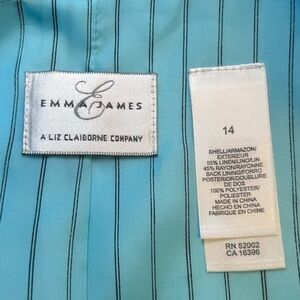 E
EMMA JAMES
A LIZ CLAIBORNE COMPANY
14
SHELL/ARMAZON/
EXTERIEUR
55% LINEN/LINO/LIN
45% RAYON/RAYONNE
BACK LINING/FORRO
POSTERIOR/DOUBLURE
DE DOS
100% POLYESTER/
POLIESTER
MADE IN CHINA
HECHO EN CHINA
FABRIQUE EN CHINE
RN 52002
CA 16396